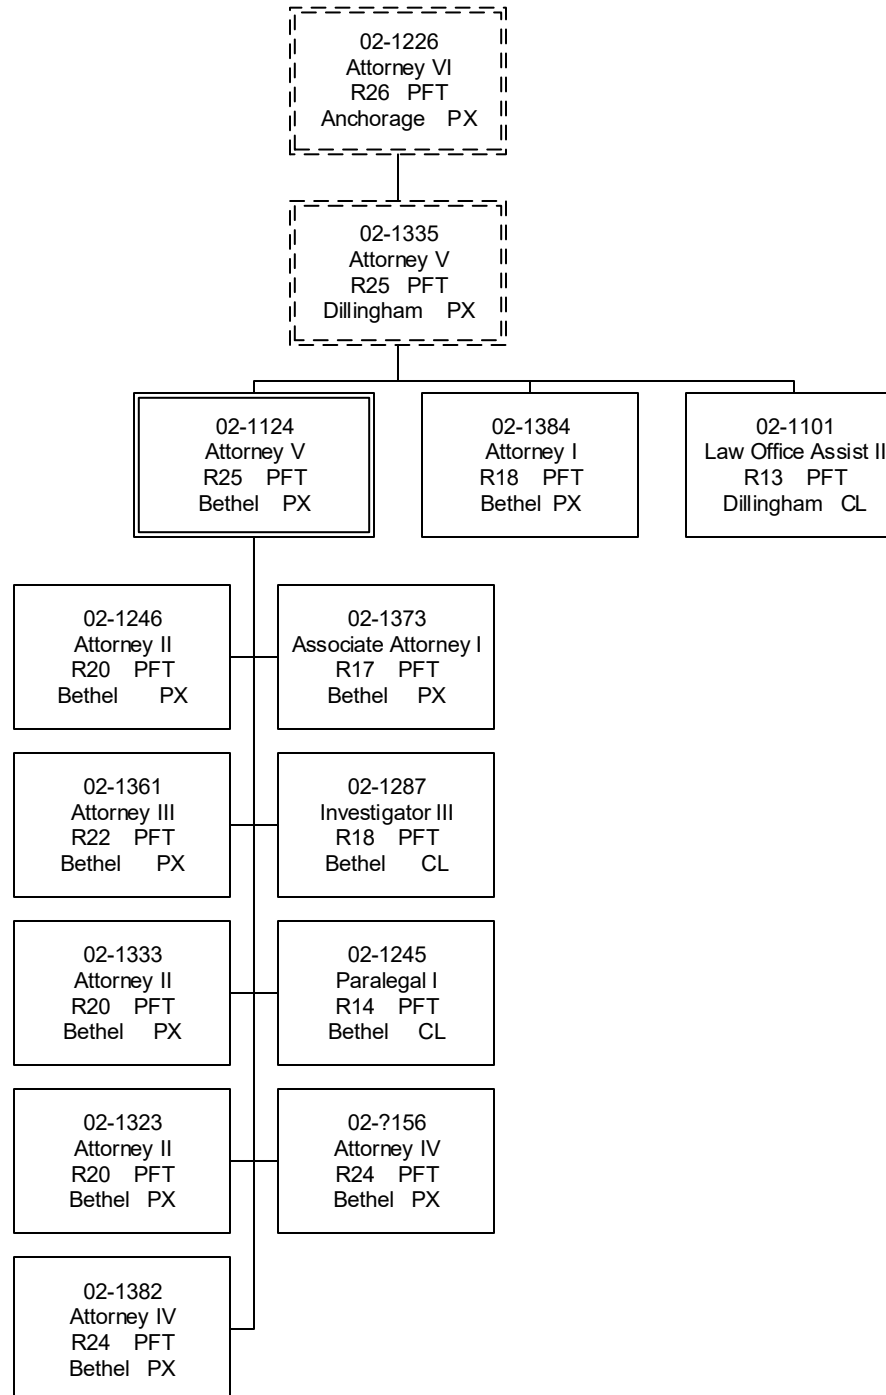 02-1226
Attorney VI
R26 PFT
Anchorage PX
02-1335
Attorney V
R25 PFT
Dillingham PX
02-1124
Attorney V
R25 PFT
Bethel PX
02-1384
Attorney I
R18 PFT
Bethel PX
02-1101
Law Office Assist II
R13 PFT
Dillingham CL
02-1246
Attorney II
R20 PFT
Bethel PX
02-1373
Associate Attorney I
R17 PFT
Bethel PX
02-1361
Attorney III
R22 PFT
Bethel PX
02-1287
Investigator III
R18 PFT
Bethel CL
02-1333
Attorney II
R20 PFT
Bethel PX
02-1245
Paralegal I
R14 PFT
Bethel CL
02-1323
Attorney II
R20 PFT
Bethel PX
02-?156
Attorney IV
R24 PFT
Bethel PX
02-1382
Attorney IV
R24 PFT
Bethel PX